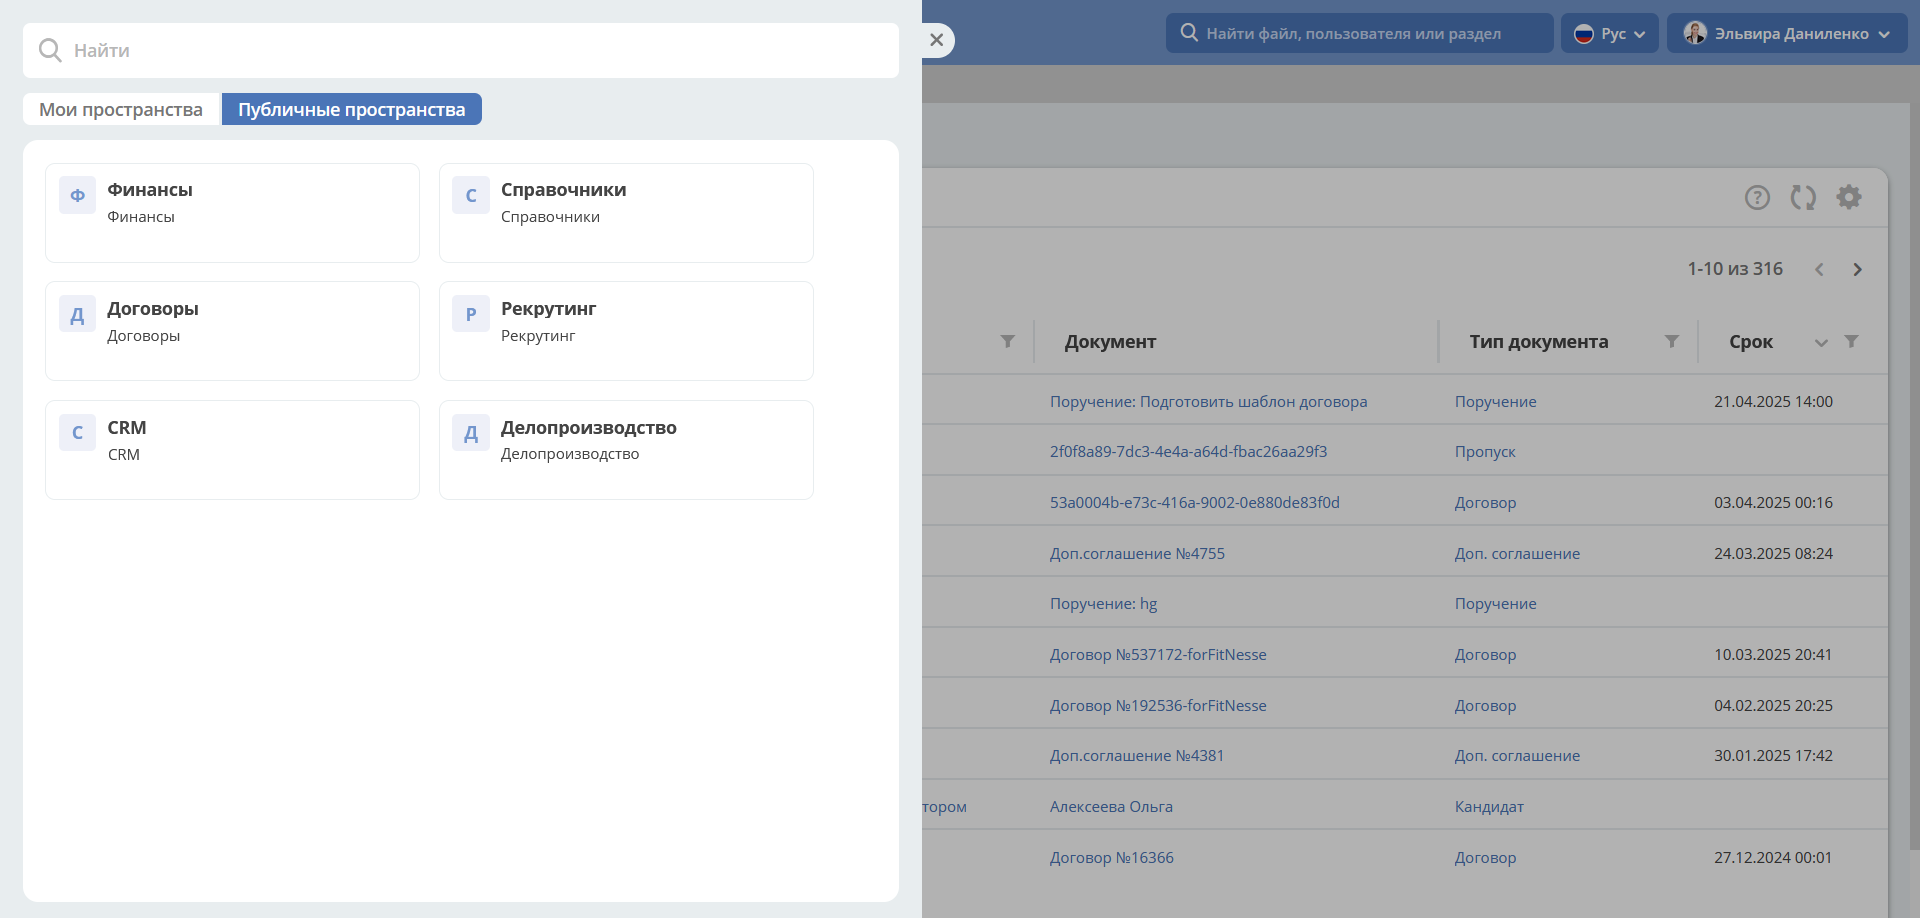 Найти
Мои пространства
Публичные пространства
Ф
Финансы
Финансы
С
Справочники
Справочники
Д
Договоры
Договоры
Р
Рекрутинг
Рекрутинг
C
CRM
CRM
Д
Делопроизводство
Делопроизводство
Найти файл, пользователя или раздел
Рус
Эльвира Даниленко
1-10 из 316
Документ
Тип документа
Срок
Поручение: Подготовить шаблон договора
Поручение
21.04.2025 14:00
2f0f8a89-7dc3-4e4a-a64d-fbac26aa29f3
Пропуск
53a0004b-e73c-416a-9002-0e880de83f0d
Договор
03.04.2025 00:16
Доп.соглашение №4755
Доп. соглашение
24.03.2025 08:24
Поручение: hg
Поручение
Договор №537172-forFitNesse
Договор
10.03.2025 20:41
Договор №192536-forFitNesse
Договор
04.02.2025 20:25
Доп.соглашение №4381
Доп. соглашение
30.01.2025 17:42
тором
Алексеева Ольга
Кандидат
Договор №16366
Договор
27.12.2024 00:01